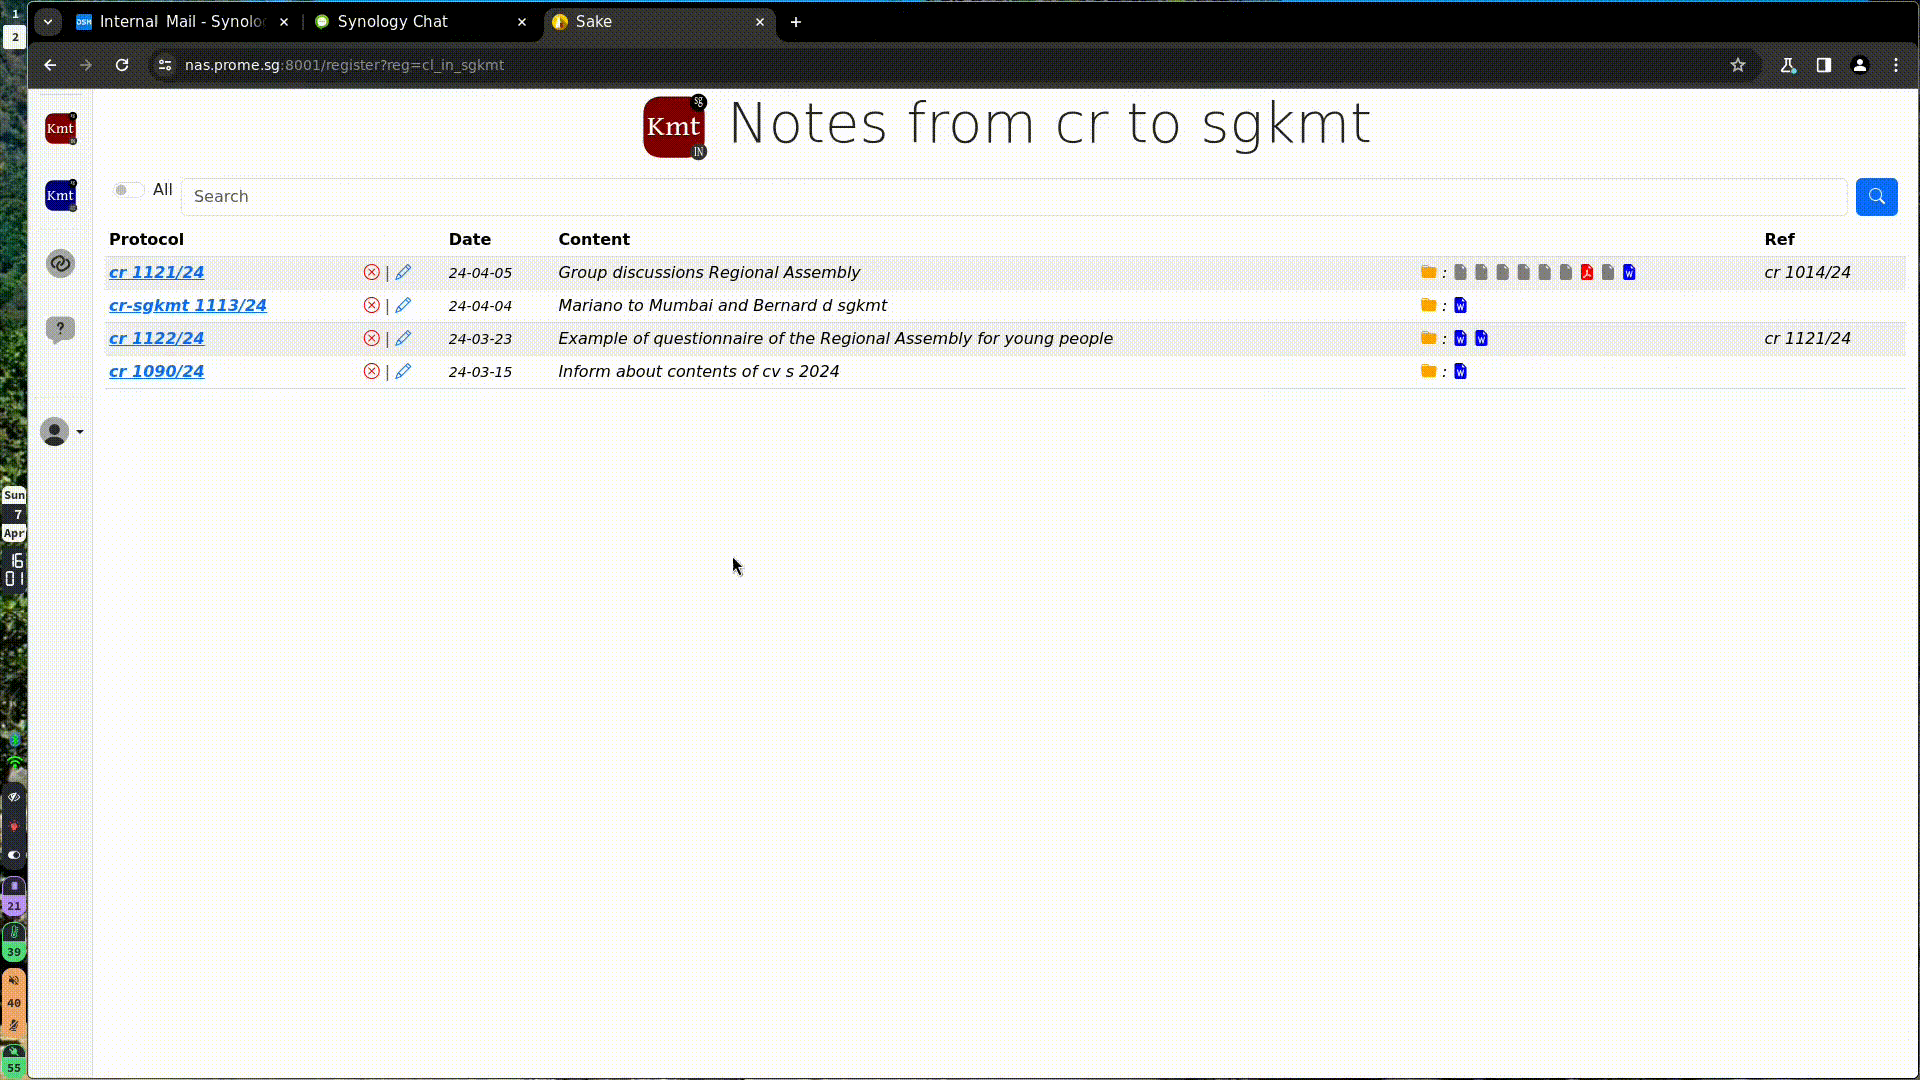 1
2
Internal Mail - Synolo
Synology Chat
Sake
nas.prome.sg:8001/register?reg=cl_in_sgkmt
Kmt
Kmt
sg
Kmt
IN
Notes from cr to sgkmt
All
Search
Protocol Date Content Ref
cr 1121/24 | 24-04-05 Group discussions Regional Assembly : cr 1014/24
cr-sgkmt 1113/24 | 24-04-04 Mariano to Mumbai and Bernard d sgkmt :
cr 1122/24 | 24-03-23 Example of questionnaire of the Regional Assembly for young people : cr 1121/24
cr 1090/24 | 24-03-15 Inform about contents of cv s 2024 :
Sun
7
Apr
16
01
21
39
40
55